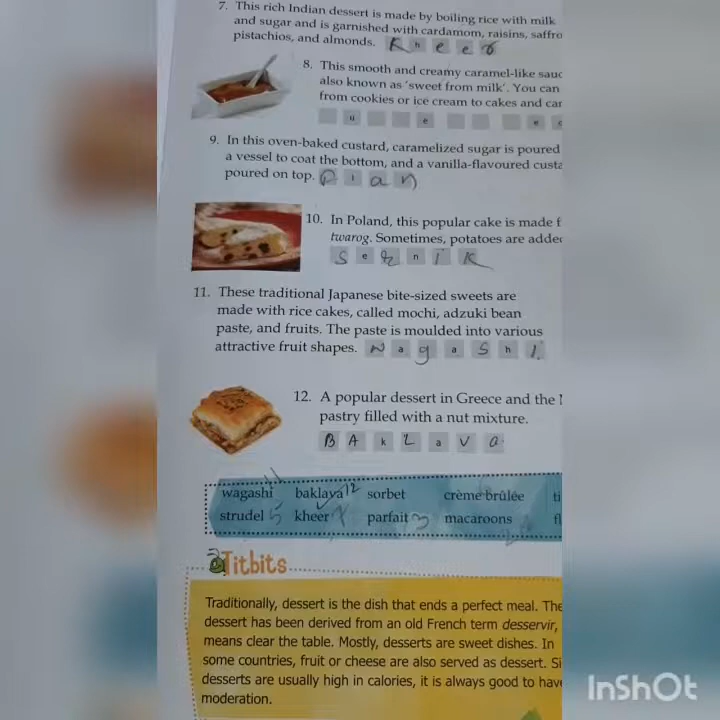 7. This rich Indian dessert is made by boiling rice with milk
and sugar and is garnished with cardamom, raisins, saffro
pistachios, and almonds. K h e e r
8. This smooth and creamy caramel-like sauc
also known as 'sweet from milk'. You can
from cookies or ice cream to cakes and car
u e e c
9. In this oven-baked custard, caramelized sugar is poured
a vessel to coat the bottom, and a vanilla-flavoured custa
poured on top. l a n
10. In Poland, this popular cake is made f
twarog. Sometimes, potatoes are added
S e n i K
11. These traditional Japanese bite-sized sweets are
made with rice cakes, called mochi, adzuki bean
paste, and fruits. The paste is moulded into various
attractive fruit shapes. W a g a S h i
12. A popular dessert in Greece and the
pastry filled with a nut mixture.
B A k L a V a
wagashi 11 baklava 12 sorbet crème brûlée ti
strudel 5 kheer 7 parfait 3 macaroons fl
Titbits
Traditionally, dessert is the dish that ends a perfect meal. The
dessert has been derived from an old French term desservir,
means clear the table. Mostly, desserts are sweet dishes. In
some countries, fruit or cheese are also served as dessert. Si
desserts are usually high in calories, it is always good to have
moderation.
InShOt